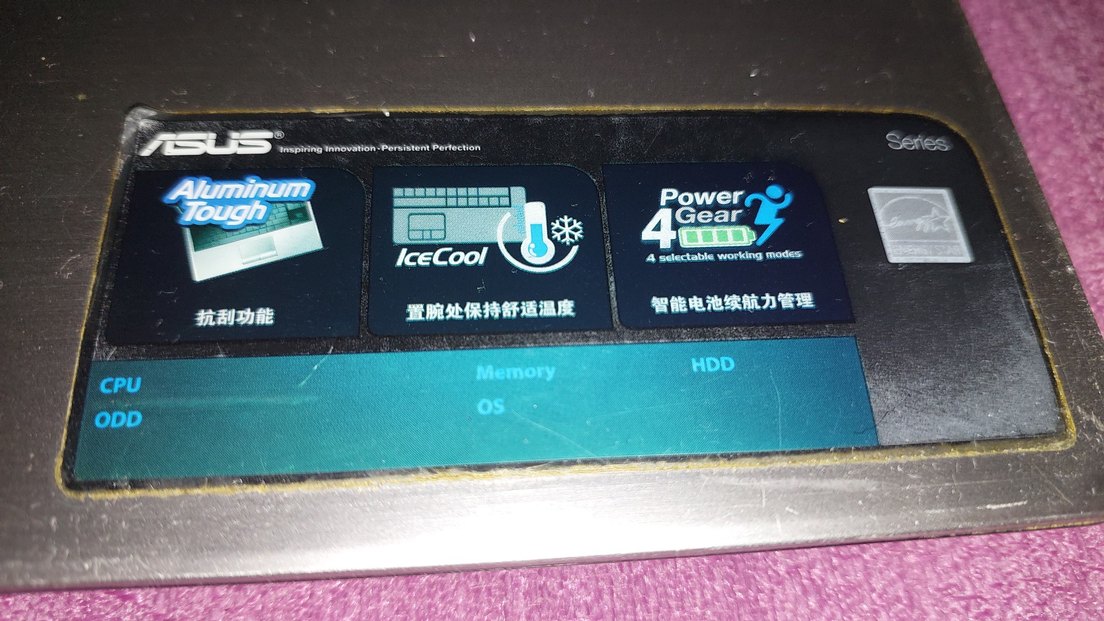 ASUS®
Inspiring Innovation • Persistent Perfection
Series
Aluminum
Tough
抗刮功能
IceCool
置腕处保持舒适温度
Power
4 Gear
4 selectable working modes
智能电池续航力管理
CPU
Memory
HDD
ODD
OS